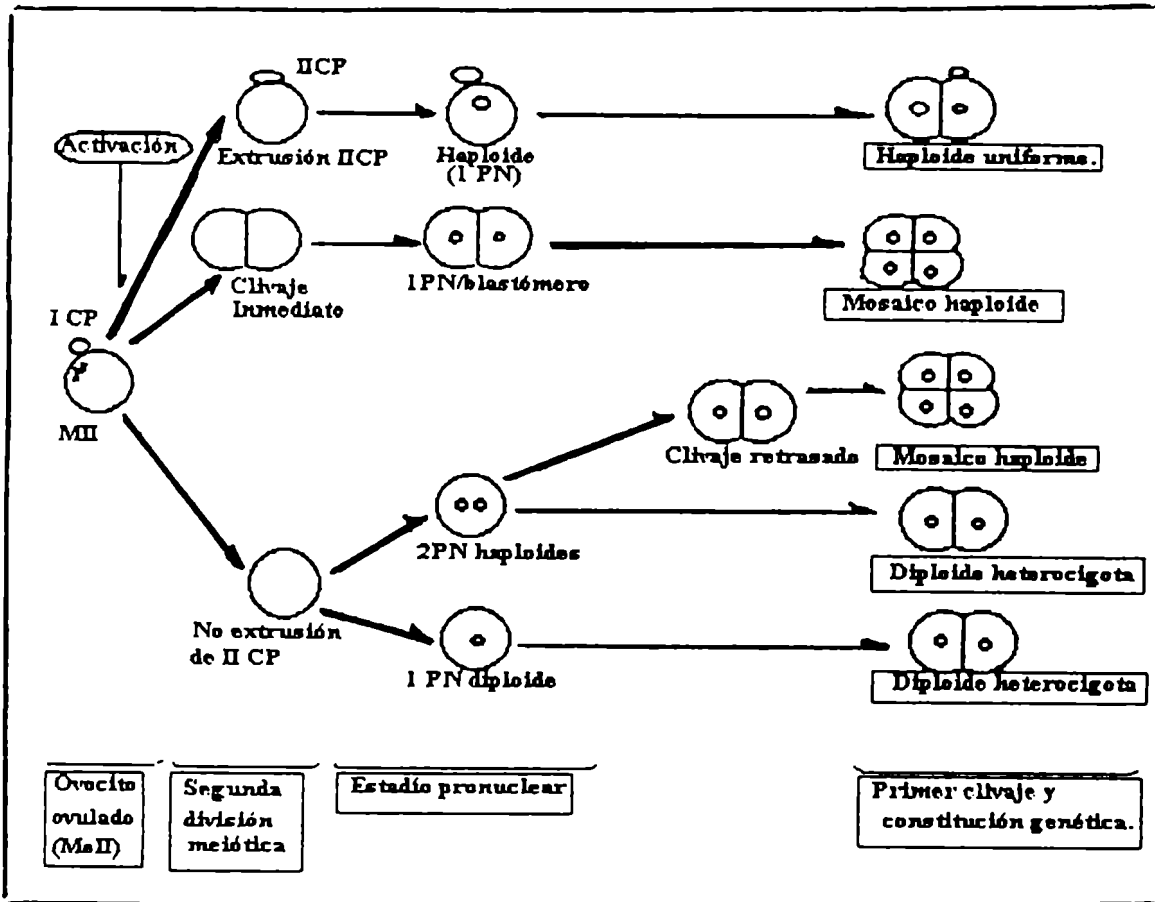 IICP
Activación
Extrusión IICP
Haploide
(1 PN)
Haploide uniforme.
Clivaje
Inmediato
1PN/blastómero
Mosaico haploide
I CP
MII
Clivaje retrasado
Mosaico haploide
2PN haploides
Diploide heterocigota
No extrusión
de II CP
1 PN diploide
Diploide heterocigota
Ovocito
ovulado
(MeII)
Segunda
división
meiótica
Estadío pronuclear
Primer clivaje y
constitución genética.